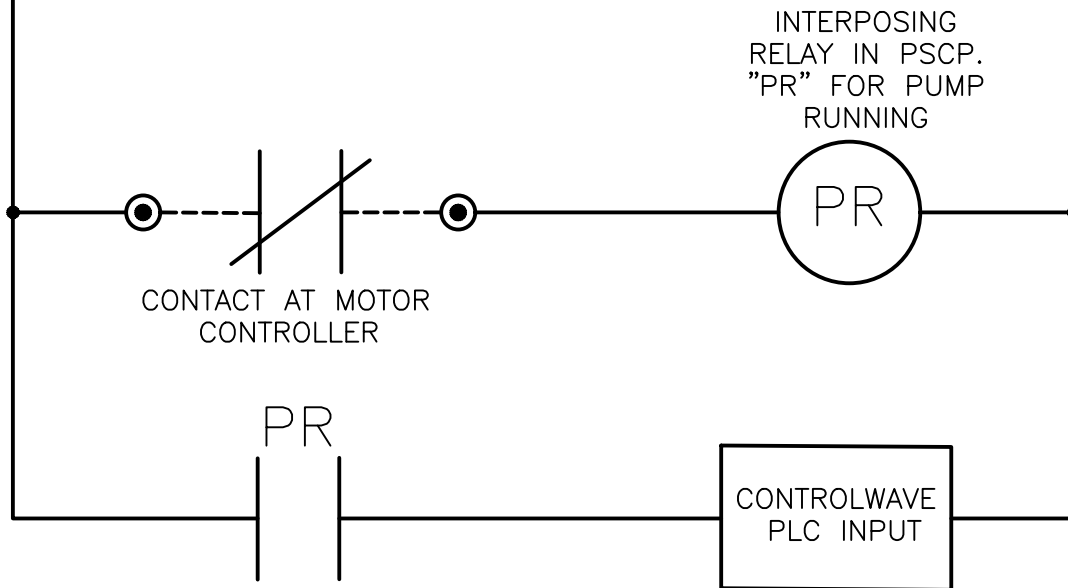 INTERPOSING
RELAY IN PSCP.
"PR" FOR PUMP
RUNNING
PR
CONTACT AT MOTOR
CONTROLLER
PR
CONTROLWAVE
PLC INPUT